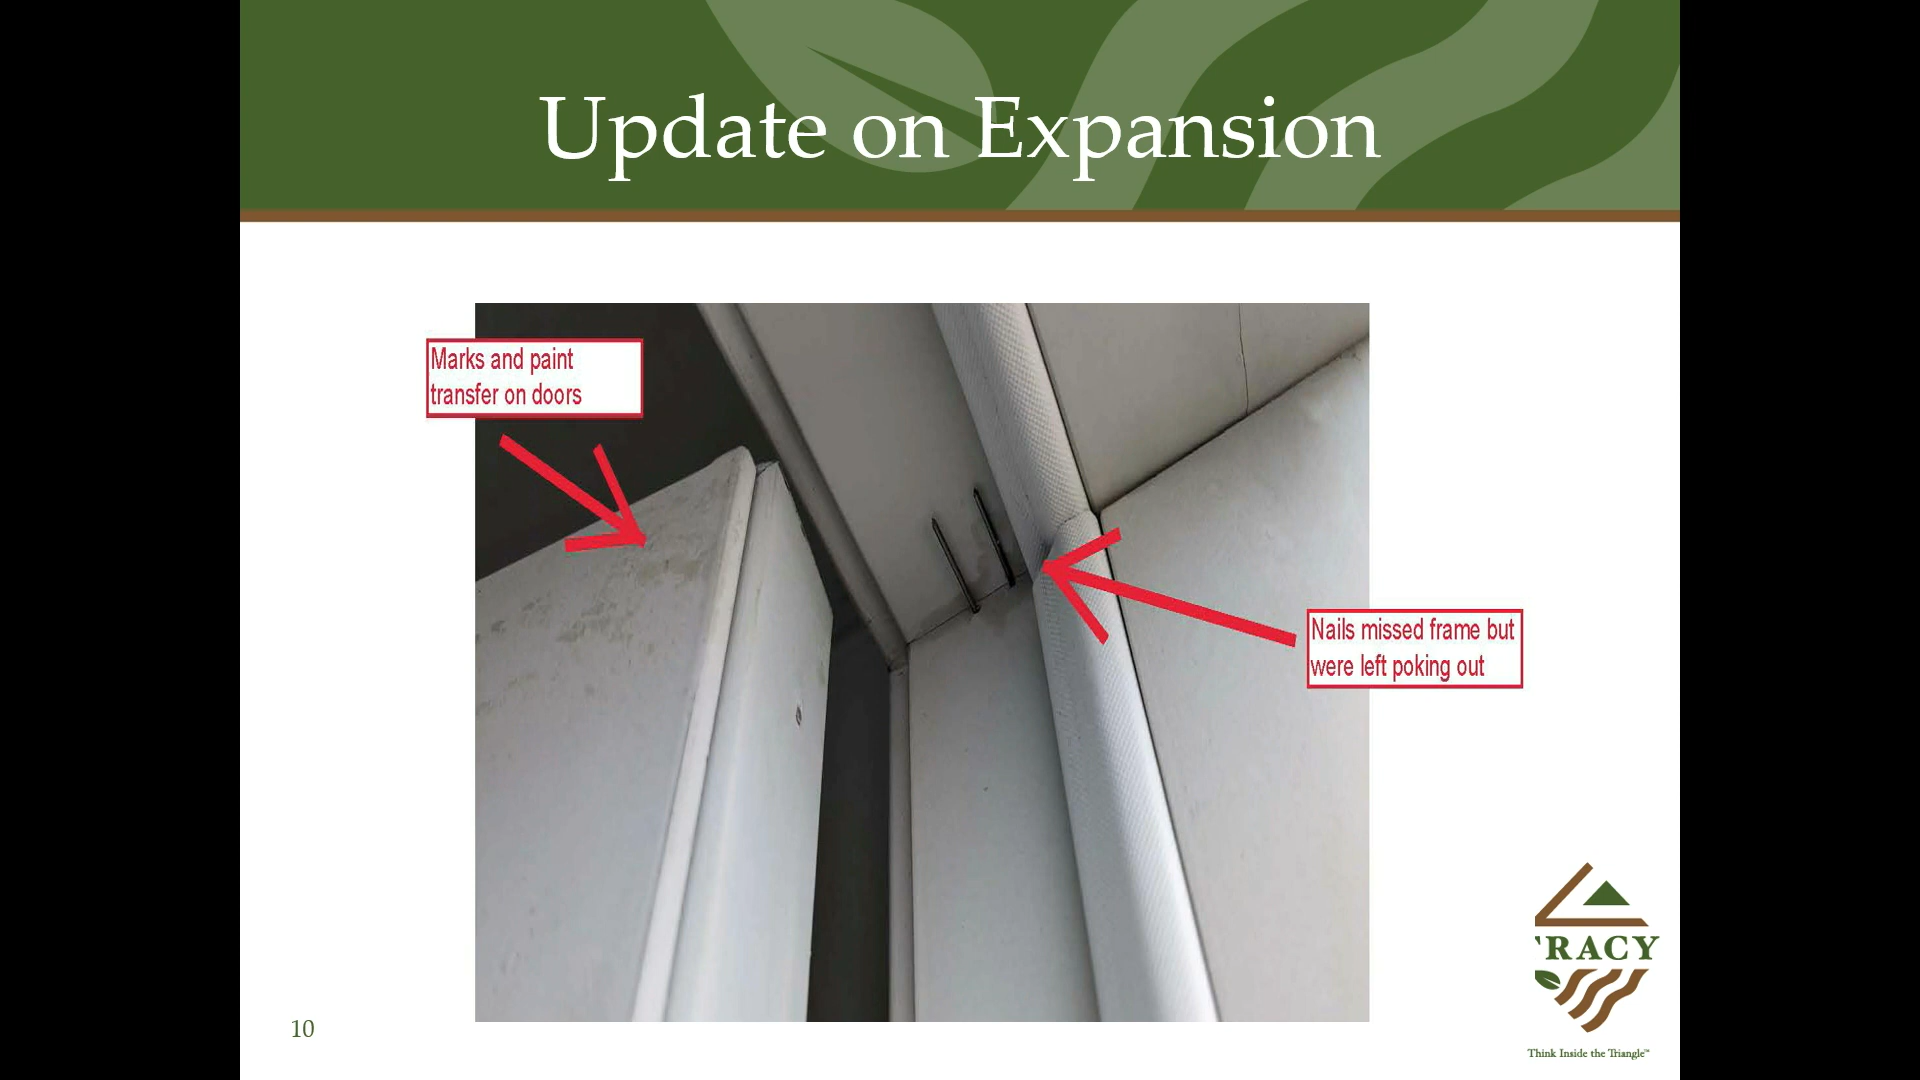 Update on Expansion
Marks and paint
transfer on doors
Nails missed frame but
were left poking out
RACY
Think Inside the Triangle™
10